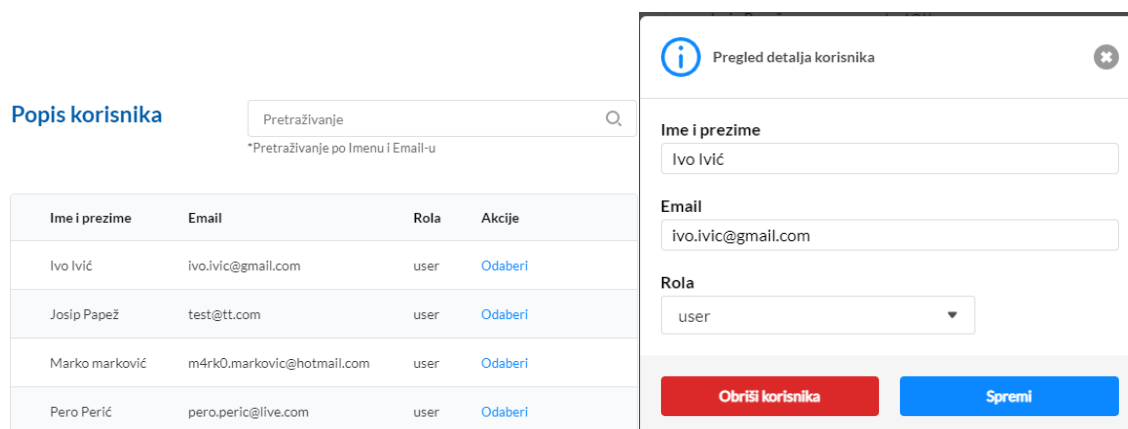 Popis korisnika
Pretraživanje
*Pretraživanje po Imenu i Email-u
Ime i prezime Email Rola Akcije
Ivo Ivić ivo.ivic@gmail.com user Odaberi
Josip Papež test@tt.com user Odaberi
Marko marković m4rk0.markovic@hotmail.com user Odaberi
Pero Perić pero.peric@live.com user Odaberi
Pregled detalja korisnika
Ime i prezime
Ivo Ivić
Email
ivo.ivic@gmail.com
Rola
user
Obriši korisnika Spremi